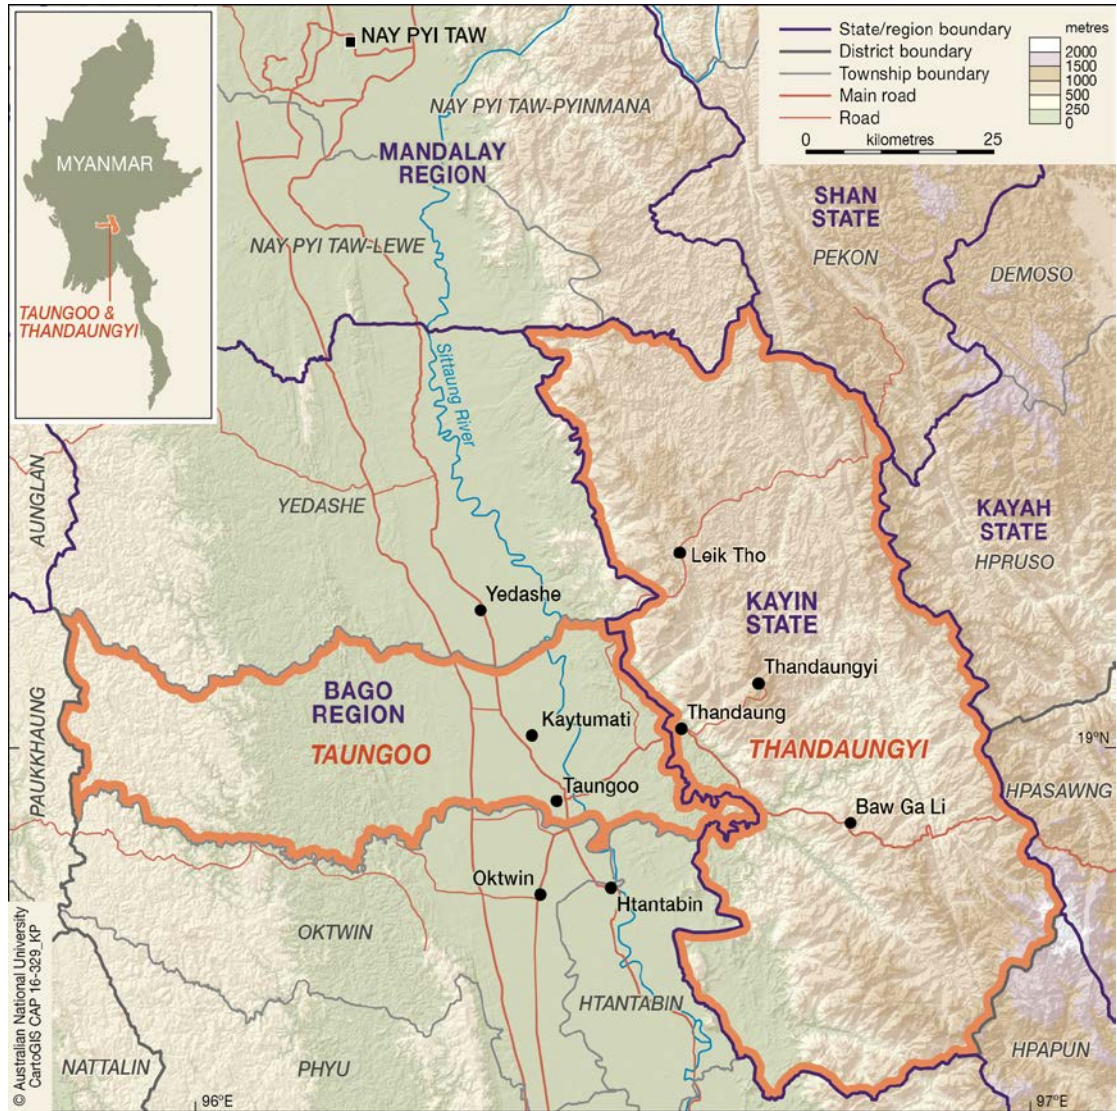 NAY PYI TAW
State/region boundary
District boundary
Township boundary
Main road
Road
0 kilometres 25
metres
2000
1500
1000
500
250
0
MYANMAR
TAUNGOO &
THANDAUNGYI
NAY PYI TAW-PYINMANA
MANDALAY
REGION
SHAN
STATE
PEKON
DEMOSO
NAY PYI TAW-LEWE
Sittaung River
AUNGLAN
YEDASHE
KAYAH
STATE
HPRUSO
Leik Tho
Yedashe
KAYIN
STATE
Thandaungyi
BAGO
REGION
Kaytumati
Thandaung
TAUNGOO
THANDAUNGYI
19°N
PAUKKHAUNG
HPASAWNG
Taungoo
Baw Ga Li
Oktwin
Htantabin
OKTWIN
HTANTABIN
NATTALIN
PHYU
HPAPUN
96°E
97°E
© Australian National University
CartoGIS CAP 16-329_KP